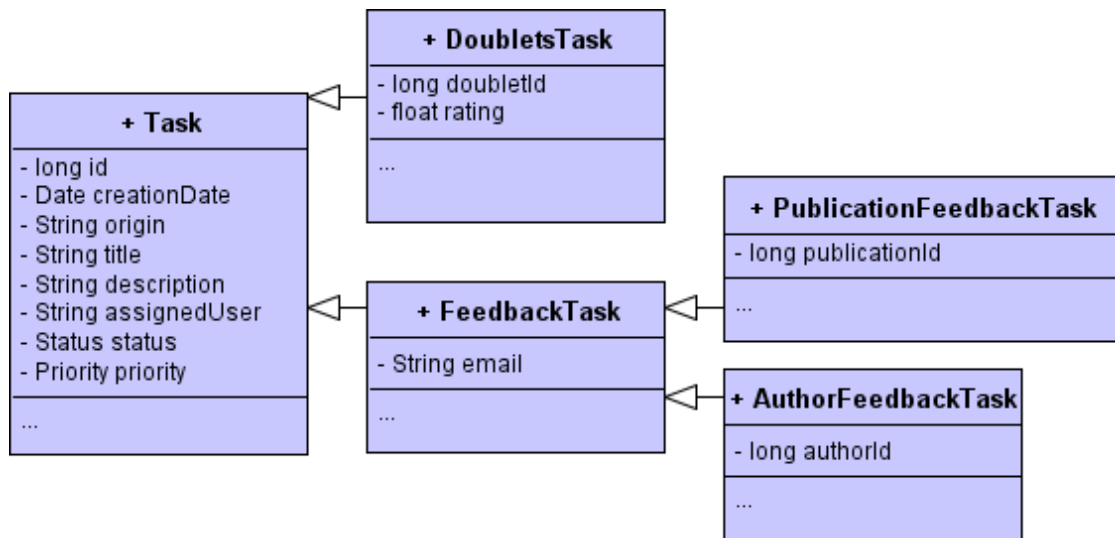 + Task
- long id
- Date creationDate
- String origin
- String title
- String description
- String assignedUser
- Status status
- Priority priority
...
+ DoubletsTask
- long doubletId
- float rating
...
+ FeedbackTask
- String email
...
+ PublicationFeedbackTask
- long publicationId
...
+ AuthorFeedbackTask
- long authorId
...